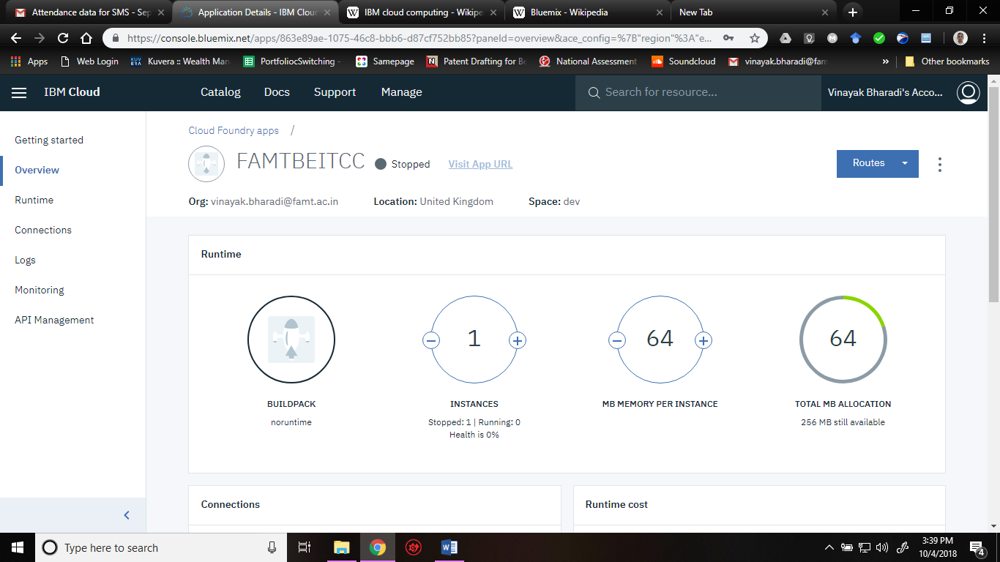 Attendance data for SMS - Sep
Application Details - IBM Clou
IBM cloud computing - Wikipe
Bluemix - Wikipedia
New Tab
https://console.bluemix.net/apps/863e89ae-1075-46c8-bbb6-d87cf752bb85?paneId=overview&ace_config=%7B"region"%3A"e...
Apps
Web Login
Kuvera :: Wealth Man
PortfoliocSwitching -
Samepage
Patent Drafting for Be
National Assessment
Soundcloud
vinayak.bharadi@fam
»
Other bookmarks
IBM Cloud
Catalog
Docs
Support
Manage
Search for resource...
Vinayak Bharadi's Acco...
Getting started
Overview
Runtime
Connections
Logs
Monitoring
API Management
Cloud Foundry apps /
FAMTBEITCC
Stopped
Visit App URL
Routes
Org: vinayak.bharadi@famt.ac.in
Location: United Kingdom
Space: dev
Runtime
BUILDPACK
noruntime
1
INSTANCES
Stopped: 1 | Running: 0
Health is 0%
64
MB MEMORY PER INSTANCE
64
TOTAL MB ALLOCATION
256 MB still available
Connections
Runtime cost
Type here to search
3:39 PM
10/4/2018
4